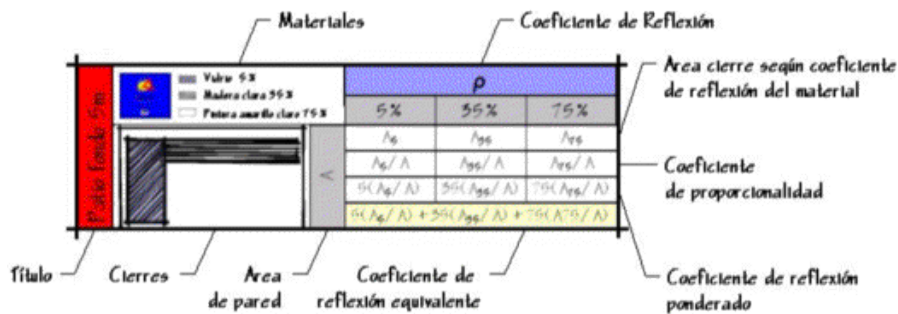 Materiales
Coeficiente de Reflexión
Vidrio 5%
Madera clara 35%
Pintura amarillo claro 75%
ρ
5% 35% 75%
Patio fondo 5m
A
A5 A35 A75
A5/A A35/A A75/A
5(A5/A) 35(A35/A) 75(A75/A)
5(A5/A) + 35(A35/A) + 75(A75/A)
Area cierre según coeficiente
de reflexión del material
Coeficiente
de proporcionalidad
Título
Cierres
Area
de pared
Coeficiente de
reflexión equivalente
Coeficiente de reflexión
ponderado